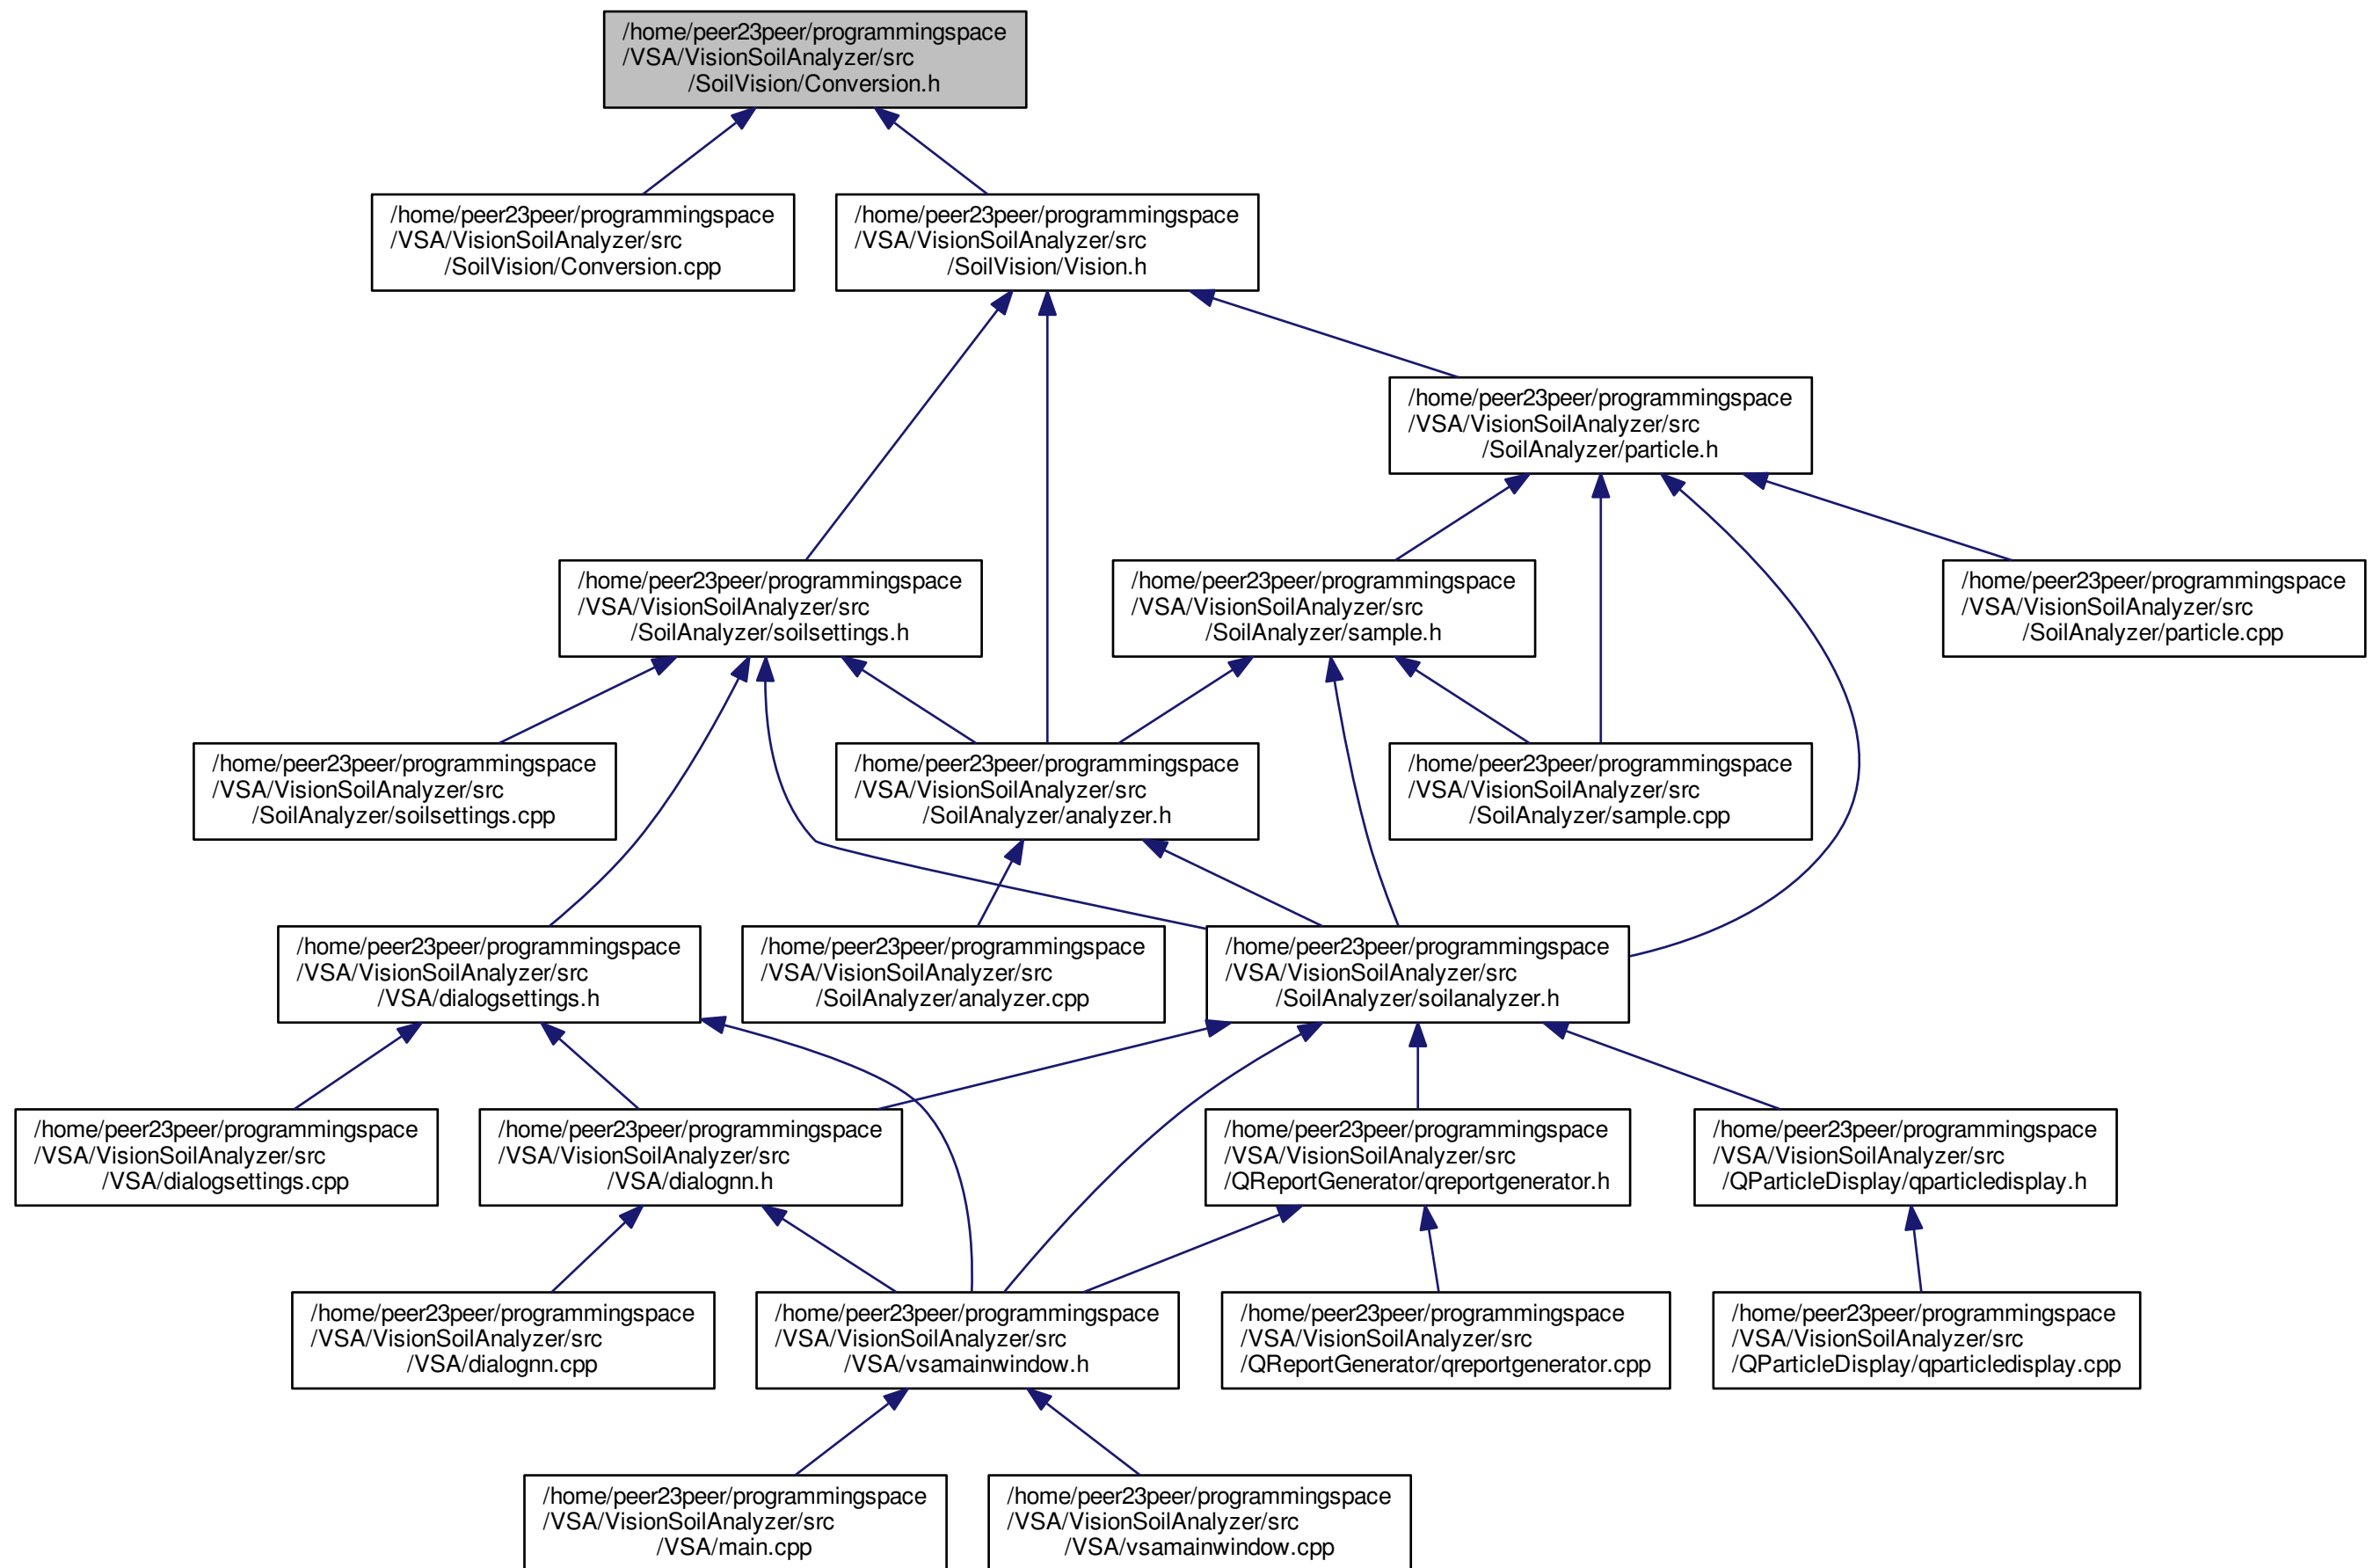 /home/peer23peer/programmingspace
/VSA/VisionSoilAnalyzer/src
/SoilVision/Conversion.h
/home/peer23peer/programmingspace
/VSA/VisionSoilAnalyzer/src
/SoilVision/Conversion.cpp
/home/peer23peer/programmingspace
/VSA/VisionSoilAnalyzer/src
/SoilVision/Vision.h
/home/peer23peer/programmingspace
/VSA/VisionSoilAnalyzer/src
/SoilAnalyzer/particle.h
/home/peer23peer/programmingspace
/VSA/VisionSoilAnalyzer/src
/SoilAnalyzer/soilsettings.h
/home/peer23peer/programmingspace
/VSA/VisionSoilAnalyzer/src
/SoilAnalyzer/sample.h
/home/peer23peer/programmingspace
/VSA/VisionSoilAnalyzer/src
/SoilAnalyzer/particle.cpp
/home/peer23peer/programmingspace
/VSA/VisionSoilAnalyzer/src
/SoilAnalyzer/soilsettings.cpp
/home/peer23peer/programmingspace
/VSA/VisionSoilAnalyzer/src
/SoilAnalyzer/analyzer.h
/home/peer23peer/programmingspace
/VSA/VisionSoilAnalyzer/src
/SoilAnalyzer/sample.cpp
/home/peer23peer/programmingspace
/VSA/VisionSoilAnalyzer/src
/VSA/dialogsettings.h
/home/peer23peer/programmingspace
/VSA/VisionSoilAnalyzer/src
/SoilAnalyzer/analyzer.cpp
/home/peer23peer/programmingspace
/VSA/VisionSoilAnalyzer/src
/SoilAnalyzer/soilanalyzer.h
/home/peer23peer/programmingspace
/VSA/VisionSoilAnalyzer/src
/VSA/dialogsettings.cpp
/home/peer23peer/programmingspace
/VSA/VisionSoilAnalyzer/src
/VSA/dialognn.h
/home/peer23peer/programmingspace
/VSA/VisionSoilAnalyzer/src
/QReportGenerator/qreportgenerator.h
/home/peer23peer/programmingspace
/VSA/VisionSoilAnalyzer/src
/QParticleDisplay/qparticledisplay.h
/home/peer23peer/programmingspace
/VSA/VisionSoilAnalyzer/src
/VSA/dialognn.cpp
/home/peer23peer/programmingspace
/VSA/VisionSoilAnalyzer/src
/VSA/vsamainwindow.h
/home/peer23peer/programmingspace
/VSA/VisionSoilAnalyzer/src
/QReportGenerator/qreportgenerator.cpp
/home/peer23peer/programmingspace
/VSA/VisionSoilAnalyzer/src
/QParticleDisplay/qparticledisplay.cpp
/home/peer23peer/programmingspace
/VSA/VisionSoilAnalyzer/src
/VSA/main.cpp
/home/peer23peer/programmingspace
/VSA/VisionSoilAnalyzer/src
/VSA/vsamainwindow.cpp